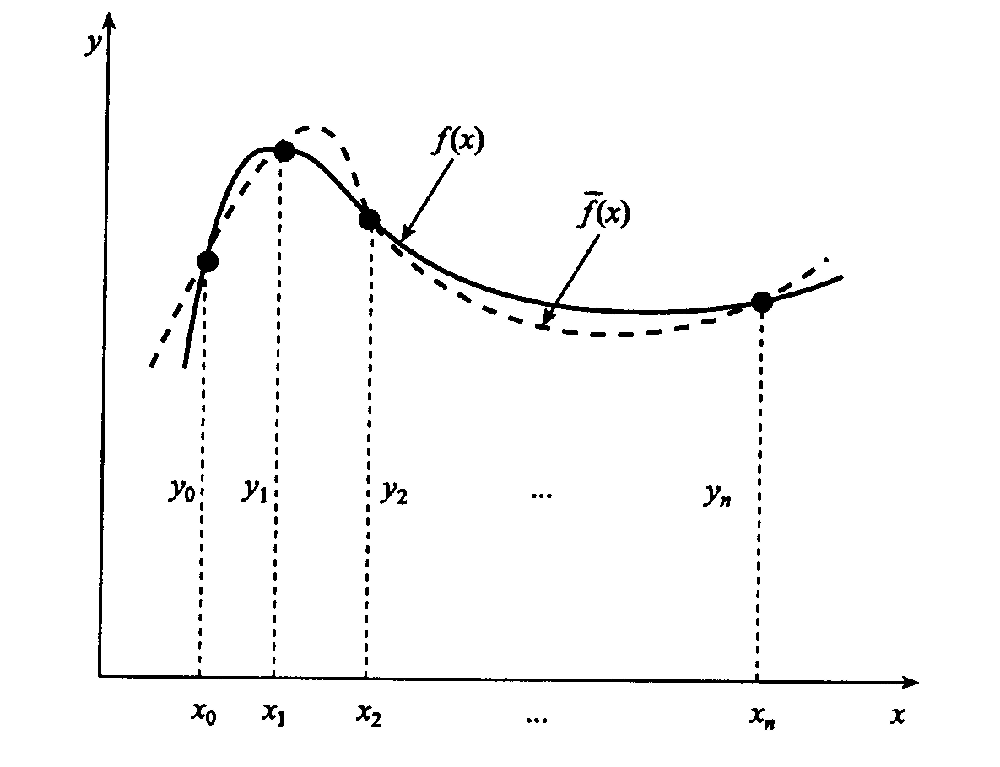 y
f(x)
f̄(x)
y₀ y₁ y₂ ... yₙ
x₀ x₁ x₂ ... xₙ x